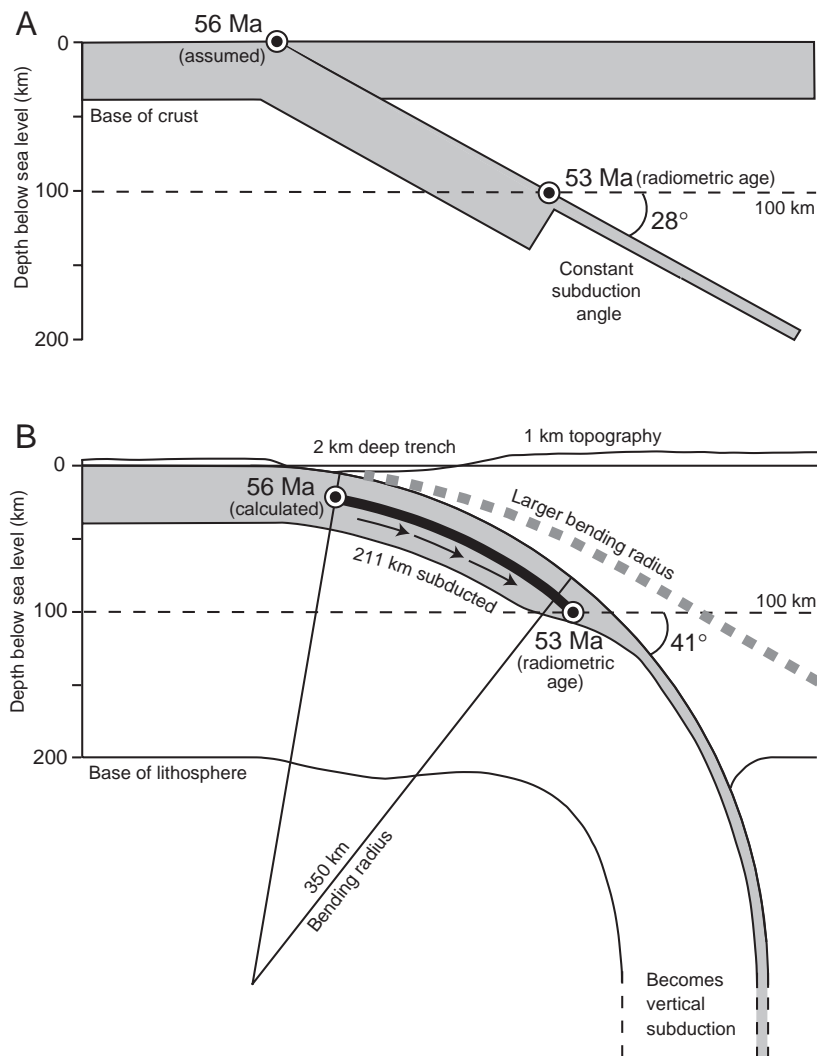 A
56 Ma
(assumed)
0
Base of crust
53 Ma (radiometric age)
100
100 km
28°
Constant
subduction
angle
200
Depth below sea level (km)
B
2 km deep trench
1 km topography
0
56 Ma
(calculated)
Larger bending radius
211 km subducted
100
100 km
53 Ma
(radiometric
age)
41°
200
Base of lithosphere
Depth below sea level (km)
350 km
Bending radius
Becomes
vertical
subduction